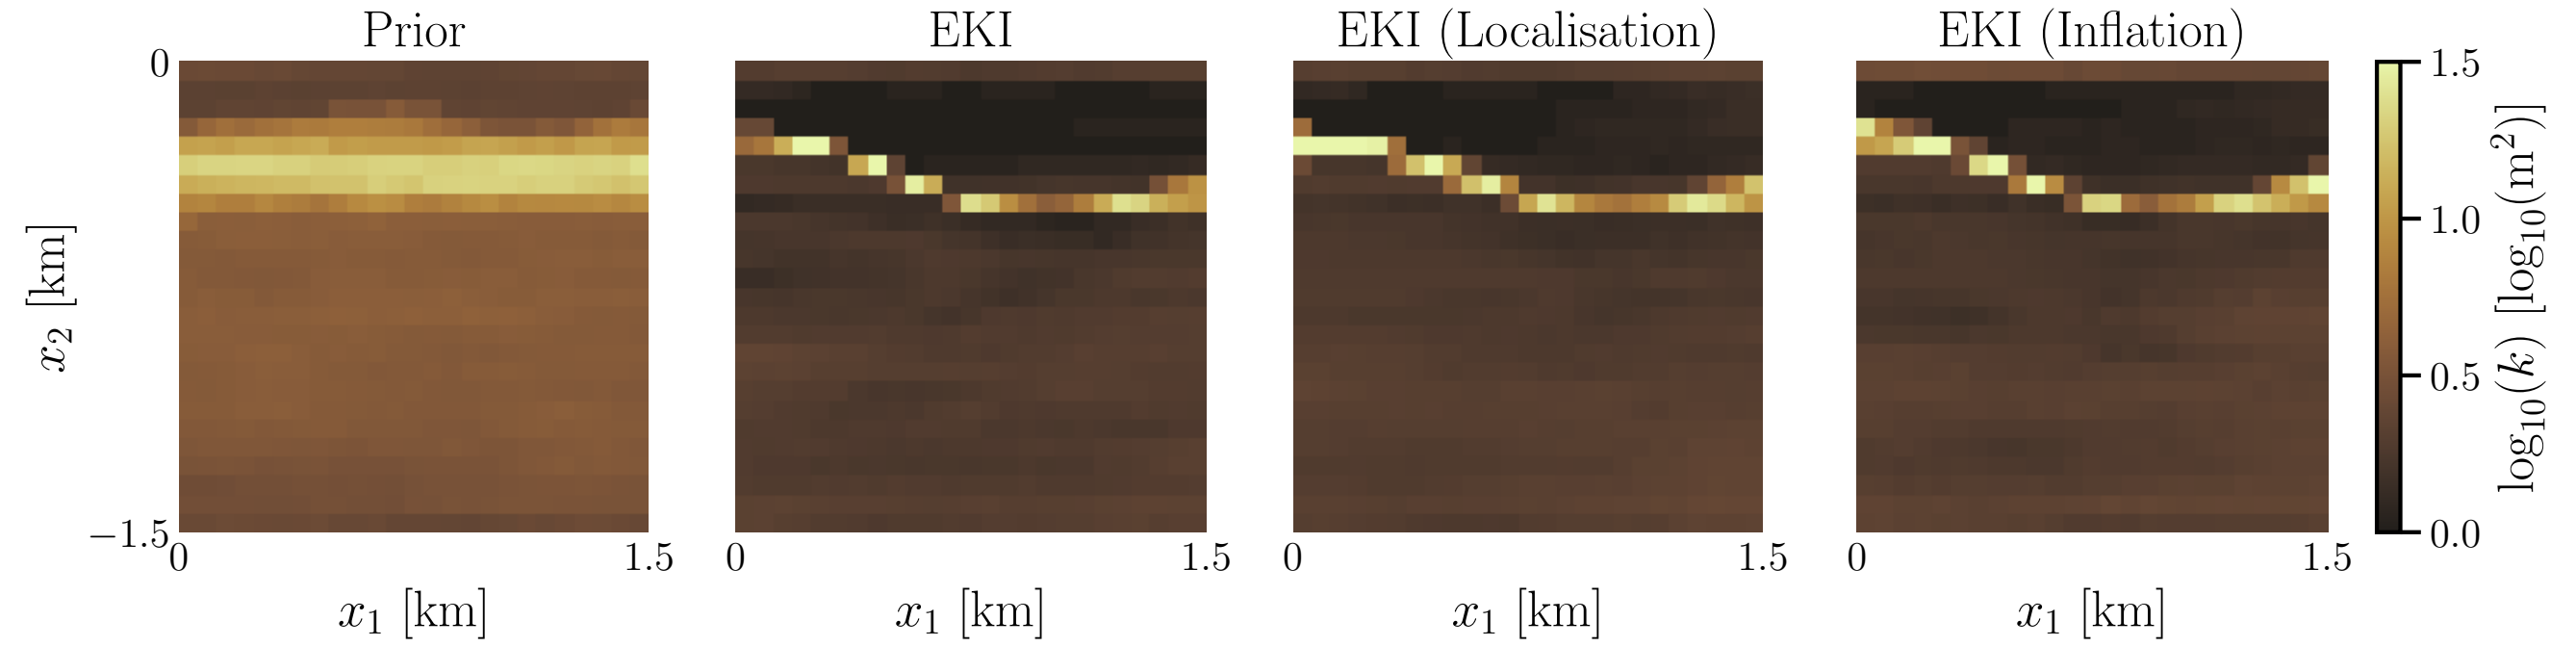 Prior
EKI
EKI (Localisation)
EKI (Inflation)
0
−1.5
x₂ [km]
0
1.5
x₁ [km]
0
1.5
x₁ [km]
0
1.5
x₁ [km]
0
1.5
x₁ [km]
1.5
1.0
0.5
0.0
log₁₀(k) [log₁₀(m²)]